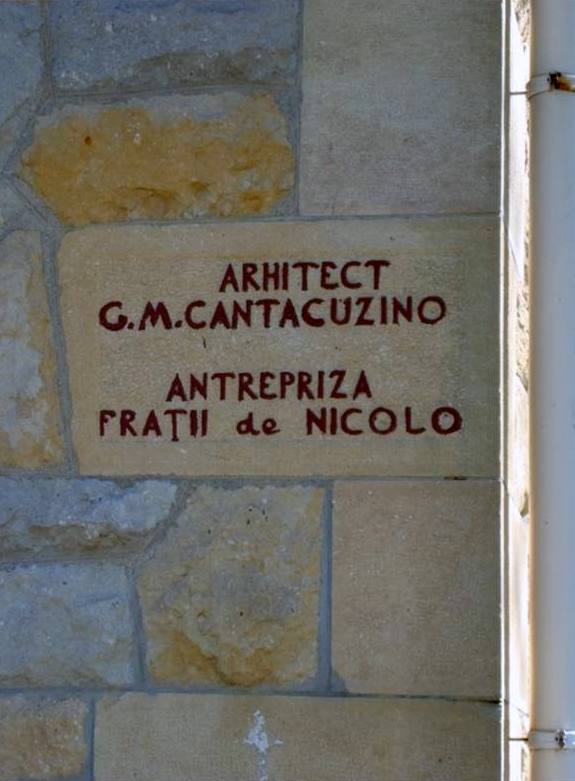 ARHITECT
G.M.CANTACUZINO
ANTREPRIZA
FRAȚII de NICOLO